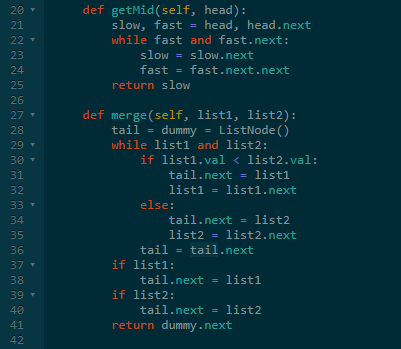 20 def getMid(self, head):
21 slow, fast = head, head.next
22 while fast and fast.next:
23 slow = slow.next
24 fast = fast.next.next
25 return slow
26
27 def merge(self, list1, list2):
28 tail = dummy = ListNode()
29 while list1 and list2:
30 if list1.val < list2.val:
31 tail.next = list1
32 list1 = list1.next
33 else:
34 tail.next = list2
35 list2 = list2.next
36 tail = tail.next
37 if list1:
38 tail.next = list1
39 if list2:
40 tail.next = list2
41 return dummy.next
42